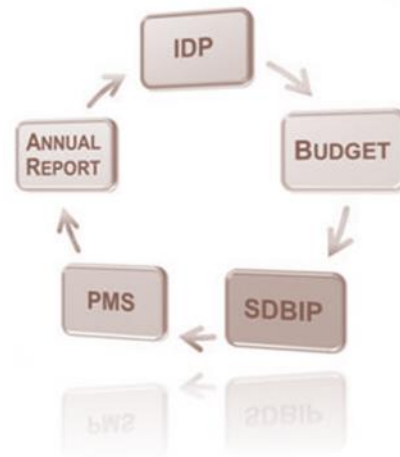 IDP
BUDGET
SDBIP
PMS
ANNUAL
REPORT